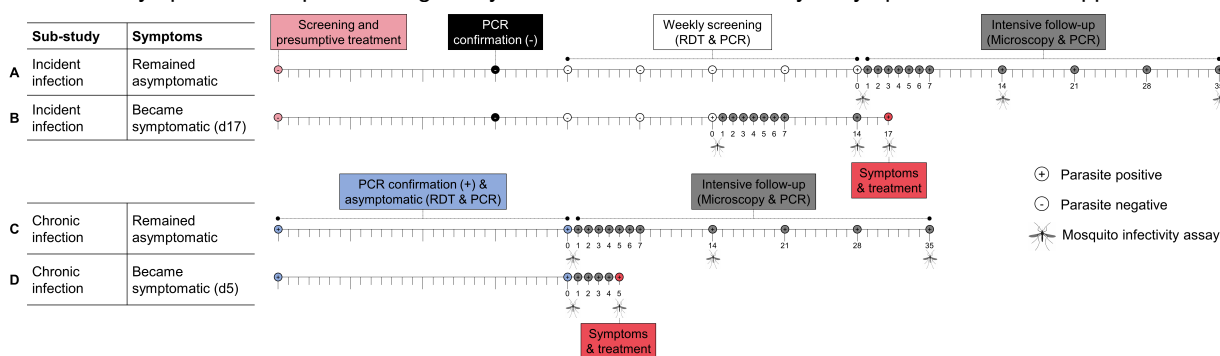 Screening and
presumptive treatment
PCR
confirmation (-)
Weekly screening
(RDT & PCR)
Intensive follow-up
(Microscopy & PCR)
Sub-study Symptoms
A Incident
infection Remained
asymptomatic
0 1 2 3 4 5 6 7 14 21 28 35
B Incident
infection Became
symptomatic (d17)
0 1 2 3 4 5 6 7 14 17
Symptoms
& treatment
PCR confirmation (+) &
asymptomatic (RDT & PCR)
Intensive follow-up
(Microscopy & PCR)
C Chronic
infection Remained
asymptomatic
0 1 2 3 4 5 6 7 14 21 28 35
D Chronic
infection Became
symptomatic (d5)
0 1 2 3 4 5
Symptoms
& treatment
+ Parasite positive
- Parasite negative
Mosquito infectivity assay